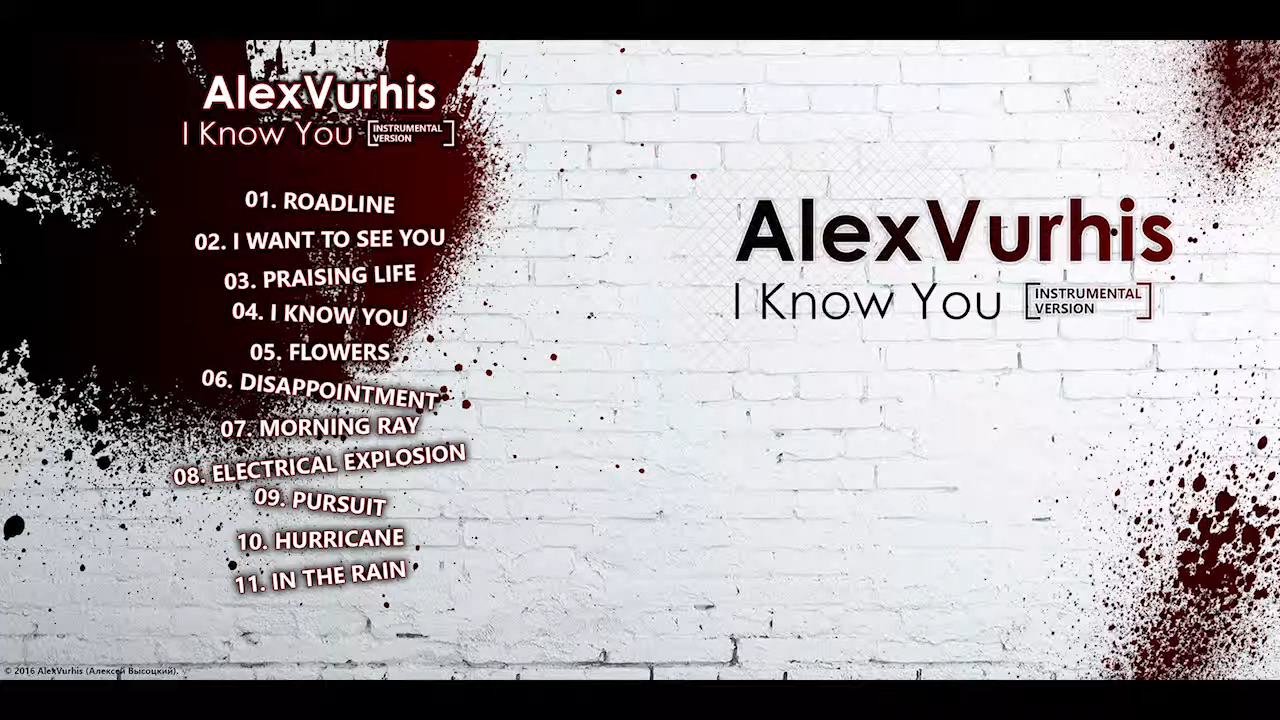 AlexVurhis
I Know You [INSTRUMENTAL VERSION]
01. ROADLINE
02. I WANT TO SEE YOU
03. PRAISING LIFE
04. I KNOW YOU
05. FLOWERS
06. DISAPPOINTMENT
07. MORNING RAY
08. ELECTRICAL EXPLOSION
09. PURSUIT
10. HURRICANE
11. IN THE RAIN
© 2016 AlexVurhis (Алексей Высоцкий).
AlexVurhis
I Know You [INSTRUMENTAL VERSION]